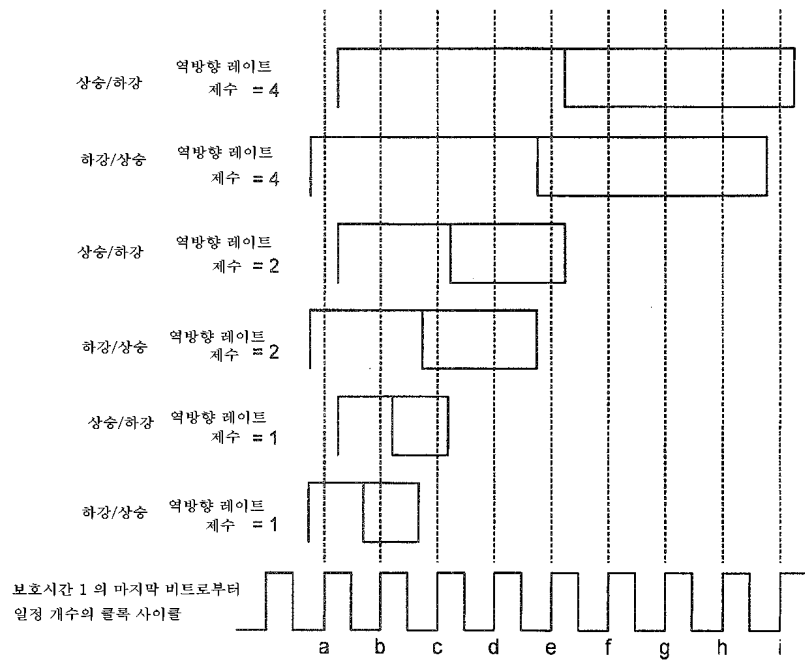 상승/하강 역방향 레이트
제수 = 4
하강/상승 역방향 레이트
제수 = 4
상승/하강 역방향 레이트
제수 = 2
하강/상승 역방향 레이트
제수 = 2
상승/하강 역방향 레이트
제수 = 1
하강/상승 역방향 레이트
제수 = 1
보호시간 1 의 마지막 비트로부터
일정 개수의 클록 사이클
a b c d e f g h i